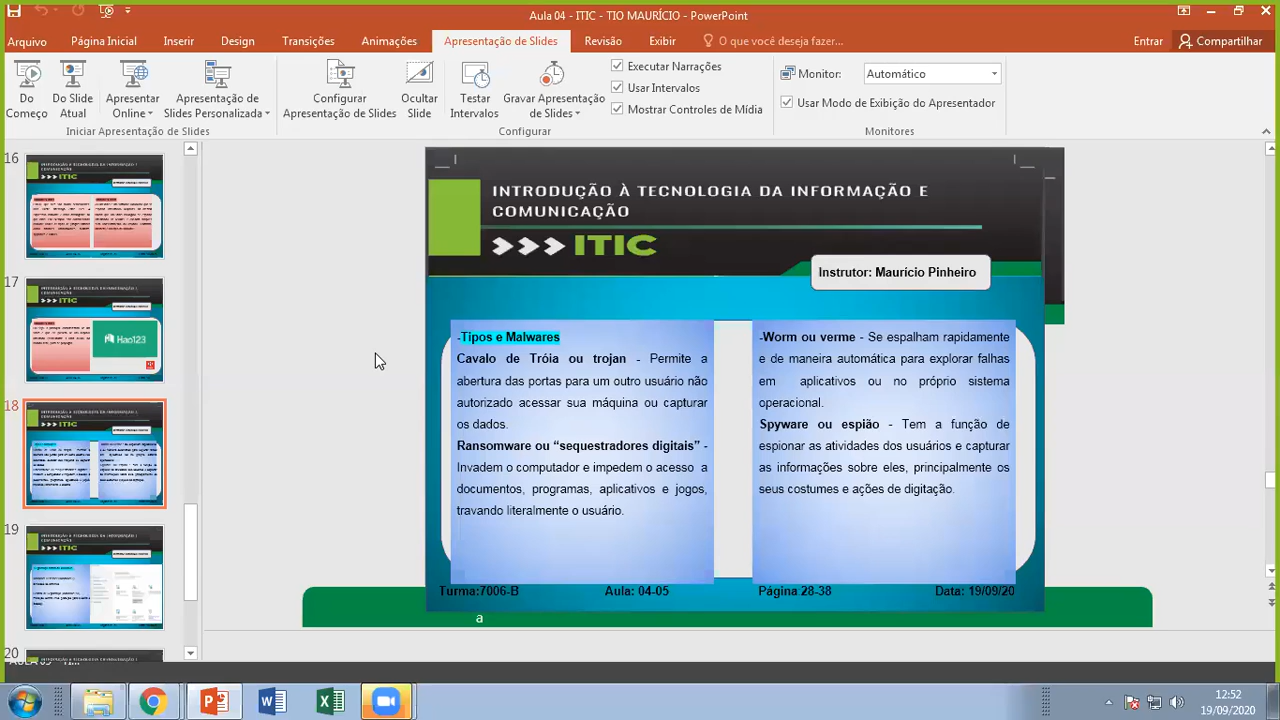 Aula 04 - ITIC - TIO MAURÍCIO - PowerPoint
Arquivo Página Inicial Inserir Design Transições Animações Apresentação de Slides Revisão Exibir O que você deseja fazer... Entrar Compartilhar
Do Começo
Do Slide Atual
Apresentar Online
Apresentação de Slides Personalizada
Iniciar Apresentação de Slides
Configurar Apresentação de Slides
Ocultar Slide
Testar Intervalos
Gravar Apresentação de Slides
Executar Narrações
Usar Intervalos
Mostrar Controles de Mídia
Configurar
Monitor: Automático
Usar Modo de Exibição do Apresentador
Monitores
16
17
Hao123
18
19
20
INTRODUÇÃO À TECNOLOGIA DA INFORMAÇÃO E
COMUNICAÇÃO
ITIC
Instrutor: Mauricio Pinheiro
-Tipos e Malwares
Cavalo de Tróia ou trojan - Permite a
abertura das portas para um outro usuário não
autorizado acessar sua máquina ou capturar
os dados.
Ransomware ou “sequestradores digitais” -
Invadem o computador e impedem o acesso a
documentos, programas, aplicativos e jogos,
travando literalmente o usuário.
-Worm ou verme - Se espalham rapidamente
e de maneira automática para explorar falhas
em aplicativos ou no próprio sistema
operacional.
Spyware ou espião - Tem a função de
espionar as atividades dos usuários e capturar
as informações sobre eles, principalmente os
seus costumes e ações de digitação.
Turma:7006-B Aula: 04-05 Data: 19/09/20
a
12:52
19/09/2020